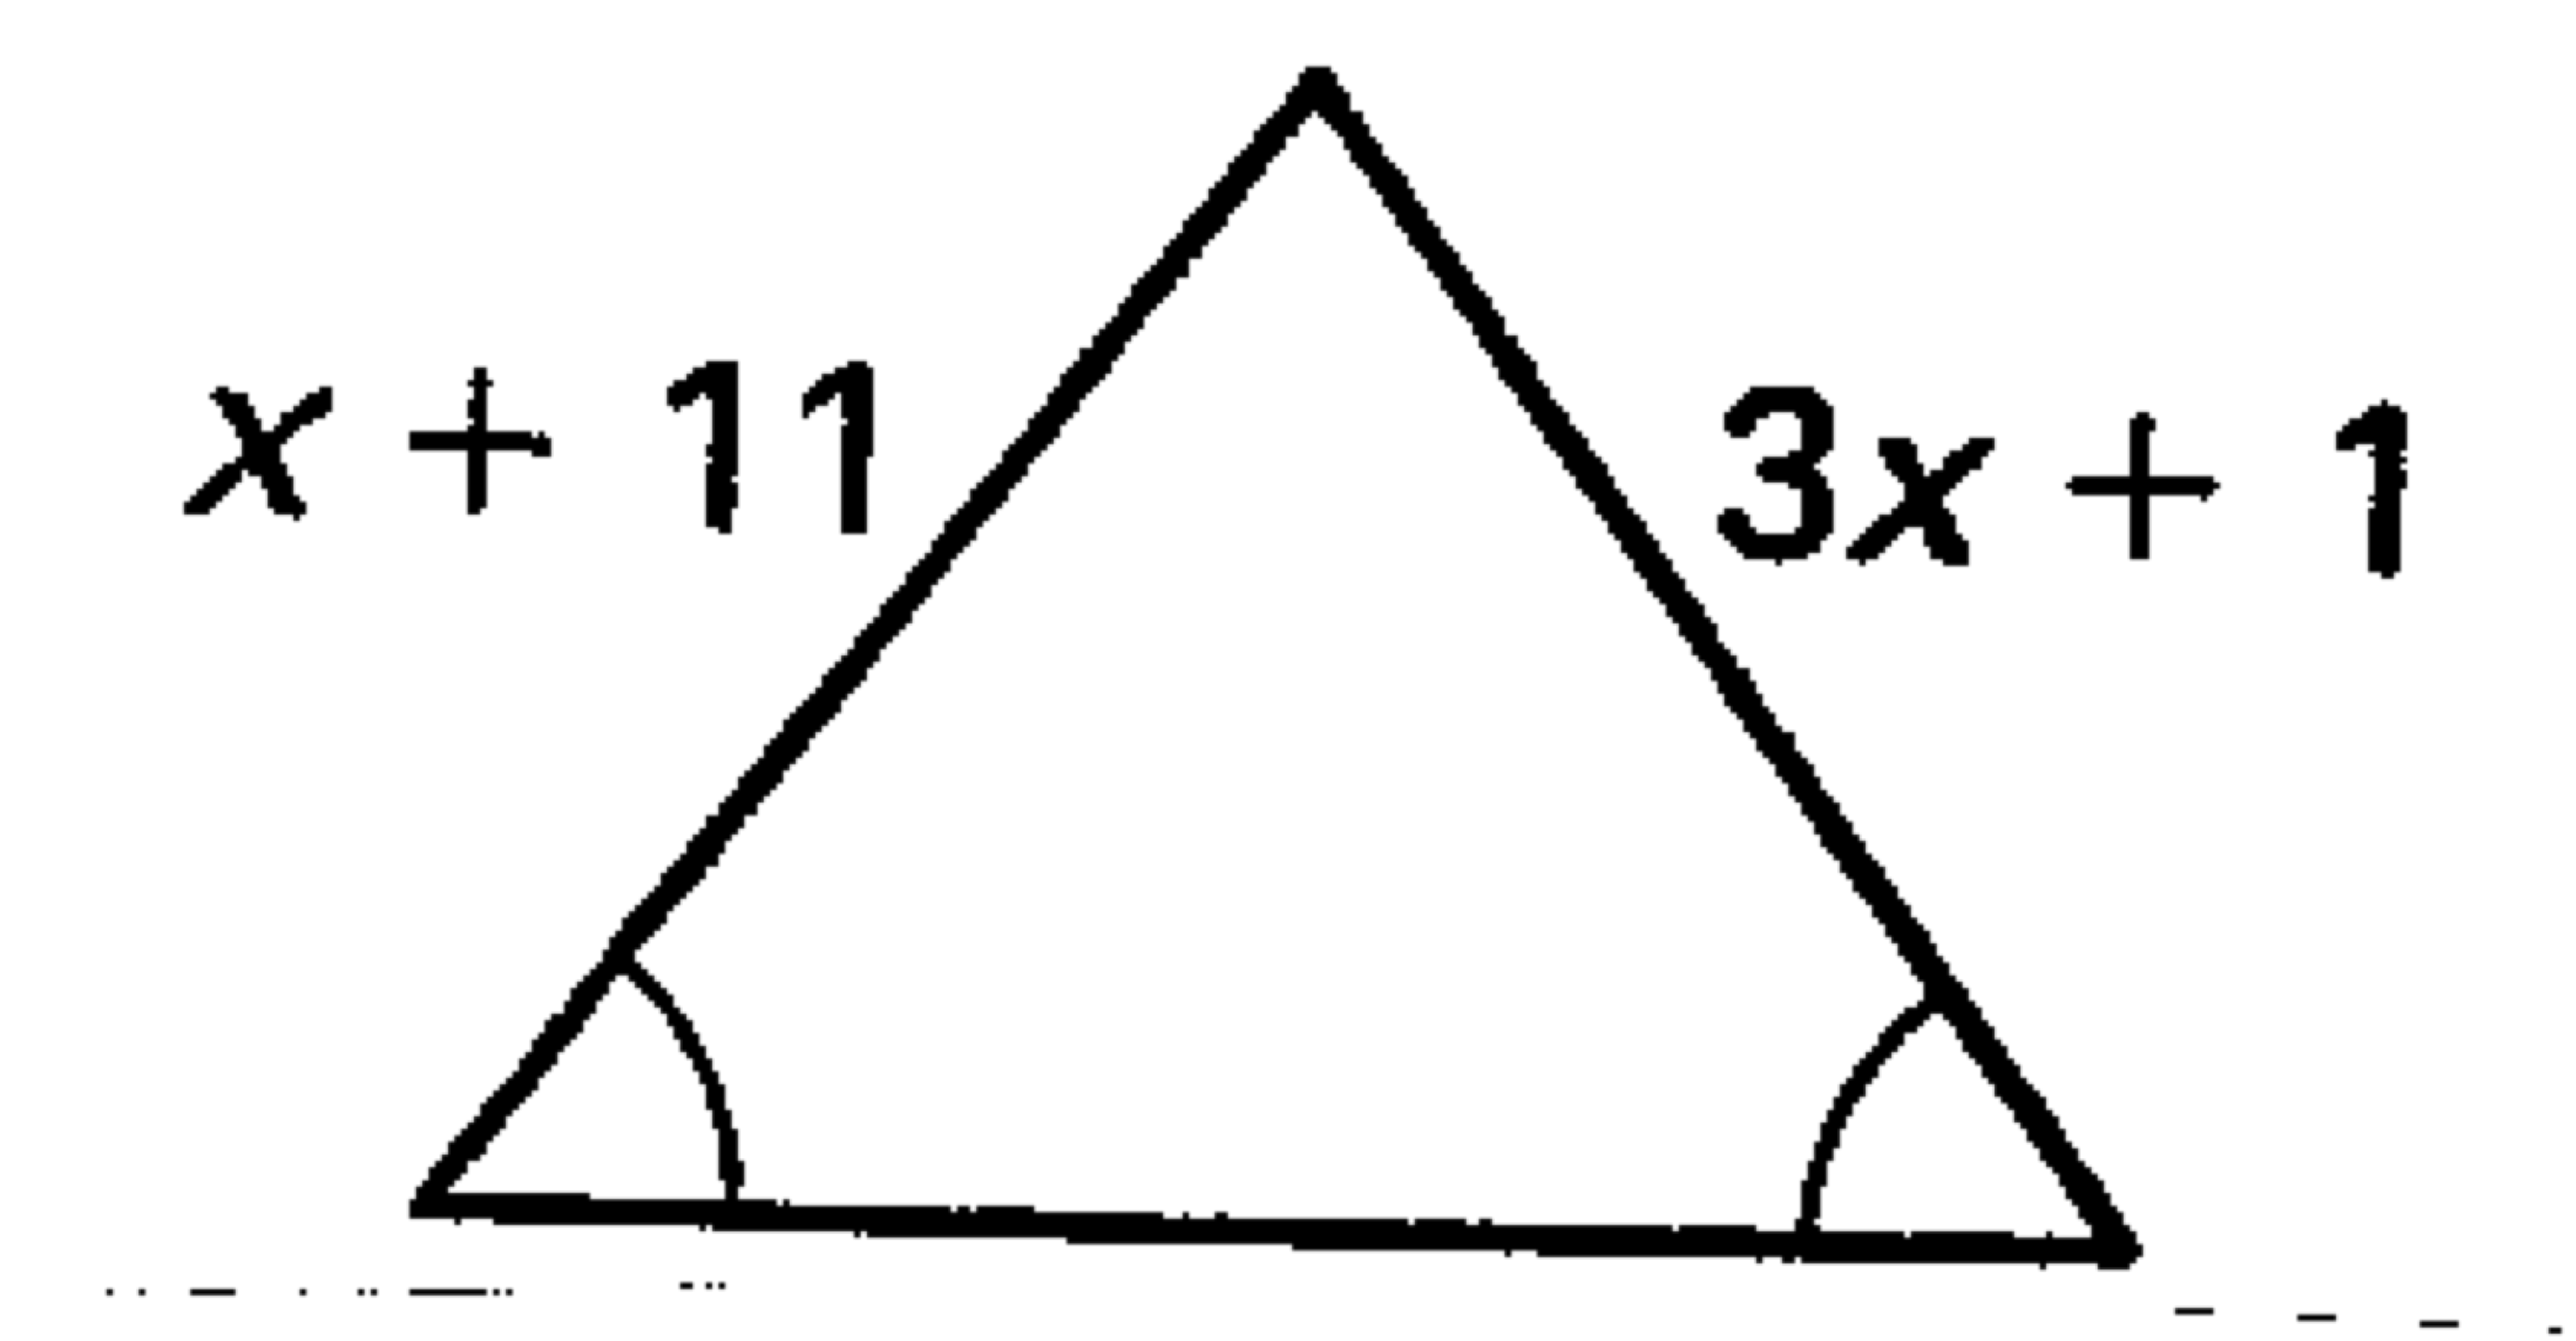 x + 11
3x + 1